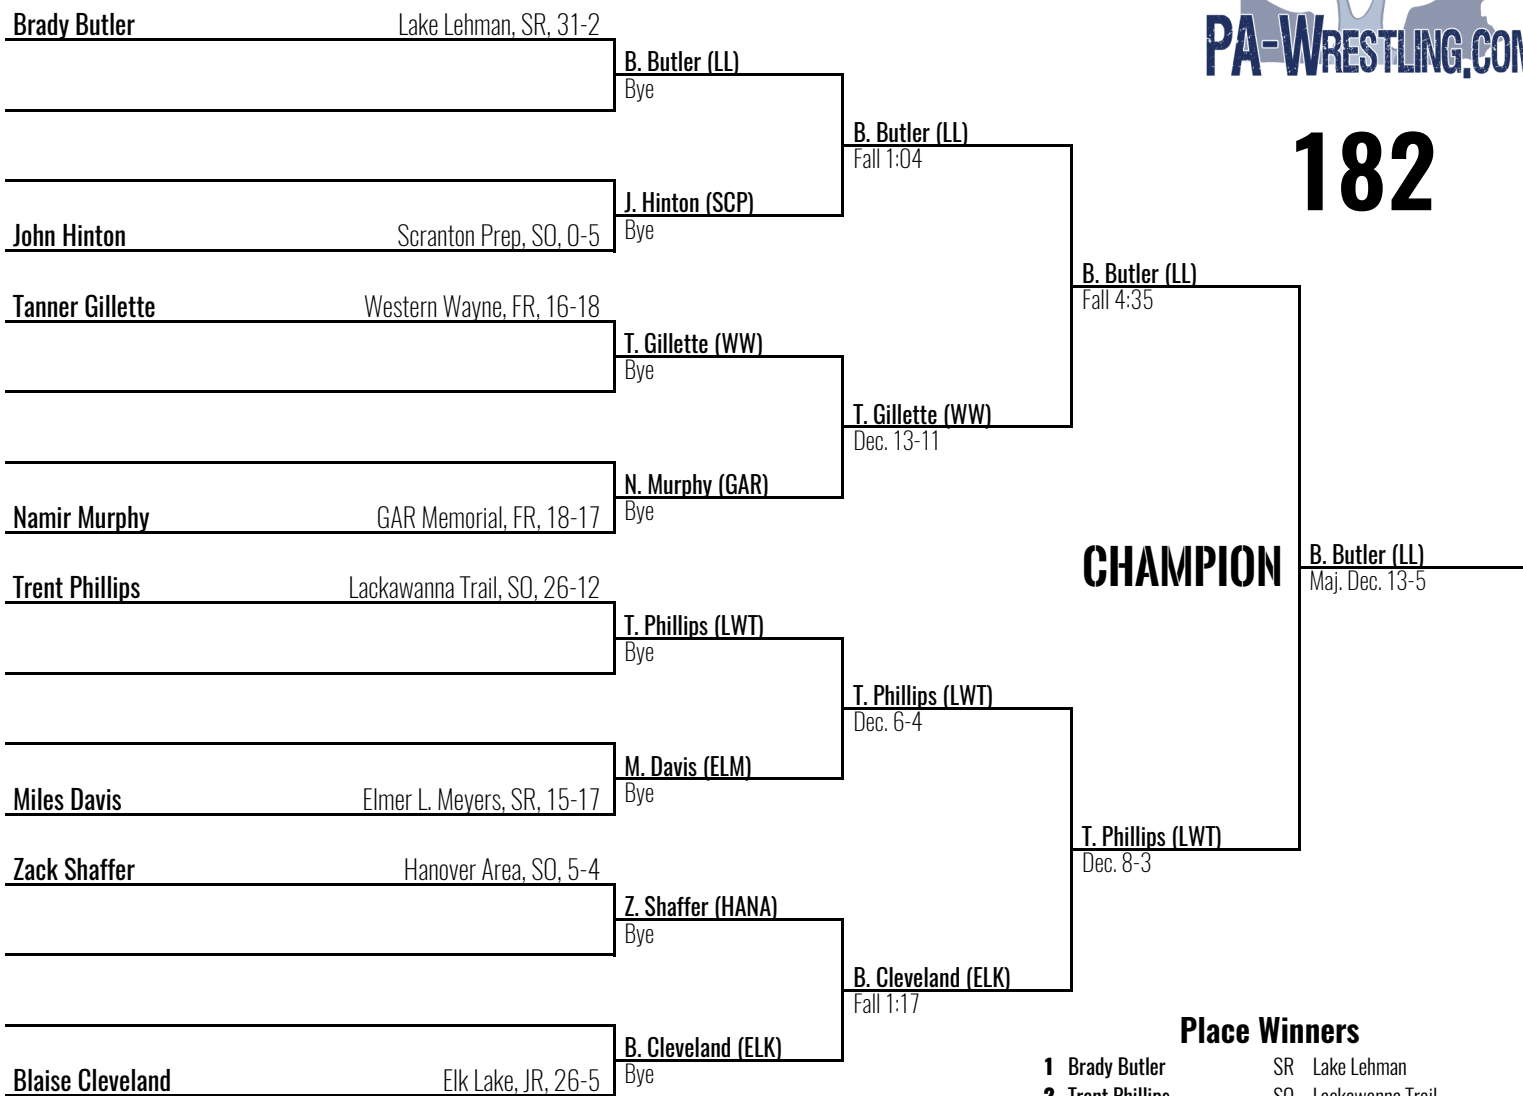 PA-WRESTLING.COM
182
Brady Butler Lake Lehman, SR, 31-2
B. Butler (LL)
Bye
B. Butler (LL)
Fall 1:04
J. Hinton (SCP)
Bye
John Hinton Scranton Prep, SO, 0-5
B. Butler (LL)
Fall 4:35
Tanner Gillette Western Wayne, FR, 16-18
T. Gillette (WW)
Bye
T. Gillette (WW)
Dec. 13-11
N. Murphy (GAR)
Bye
Namir Murphy GAR Memorial, FR, 18-17
CHAMPION
B. Butler (LL)
Maj. Dec. 13-5
Trent Phillips Lackawanna Trail, SO, 26-12
T. Phillips (LWT)
Bye
T. Phillips (LWT)
Dec. 6-4
M. Davis (ELM)
Bye
Miles Davis Elmer L. Meyers, SR, 15-17
T. Phillips (LWT)
Dec. 8-3
Zack Shaffer Hanover Area, SO, 5-4
Z. Shaffer (HANA)
Bye
B. Cleveland (ELK)
Fall 1:17
B. Cleveland (ELK)
Bye
Blaise Cleveland Elk Lake, JR, 26-5
Place Winners
1 Brady Butler SR Lake Lehman
2 Trent Phillips SO Lackawanna Trail